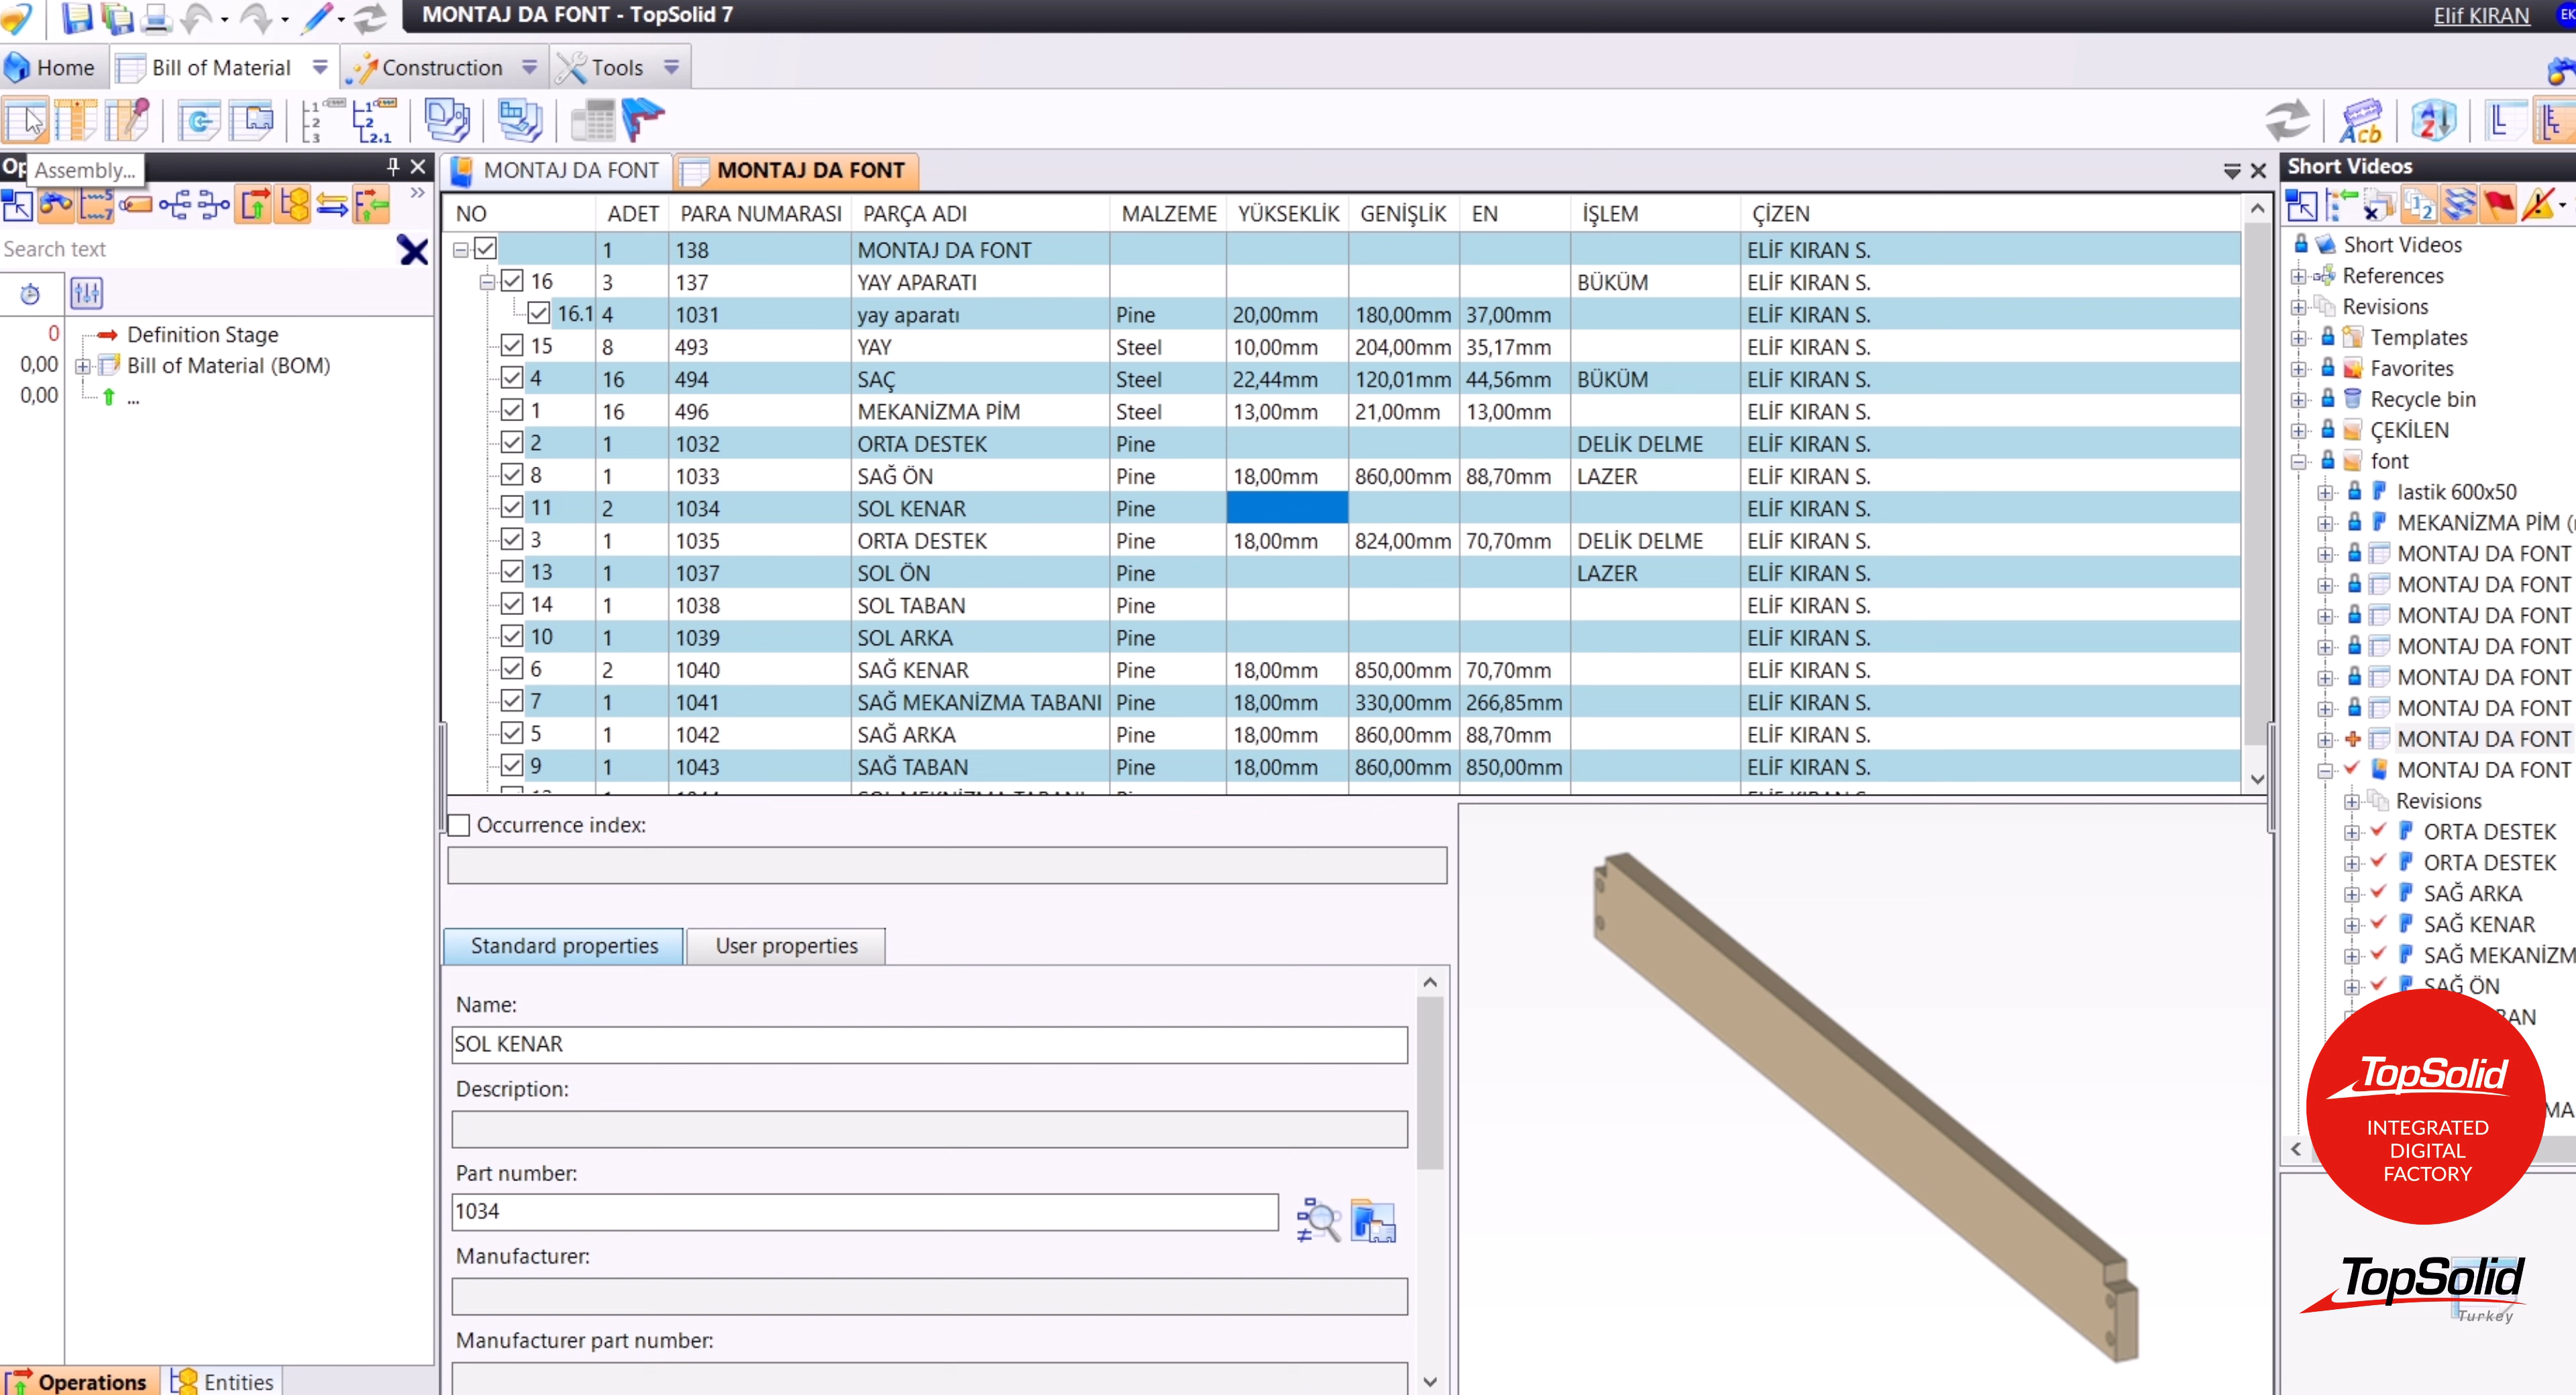 MONTAJ DA FONT - TopSolid 7
Elif KIRAN
EK
Home
Bill of Material
Construction
Tools
Assembly...
Search text
0 Definition Stage
0,00 Bill of Material (BOM)
0,00 ...
Operations
Entities
MONTAJ DA FONT
MONTAJ DA FONT
NO ADET PARA NUMARASI PARÇA ADI MALZEME YÜKSEKLİK GENİŞLİK EN İŞLEM ÇİZEN
1 138 MONTAJ DA FONT ELİF KIRAN S.
16 3 137 YAY APARATI BÜKÜM ELİF KIRAN S.
16.1 4 1031 yay aparatı Pine 20,00mm 180,00mm 37,00mm ELİF KIRAN S.
15 8 493 YAY Steel 10,00mm 204,00mm 35,17mm ELİF KIRAN S.
4 16 494 SAÇ Steel 22,44mm 120,01mm 44,56mm BÜKÜM ELİF KIRAN S.
1 16 496 MEKANİZMA PİM Steel 13,00mm 21,00mm 13,00mm ELİF KIRAN S.
2 1 1032 ORTA DESTEK Pine DELİK DELME ELİF KIRAN S.
8 1 1033 SAĞ ÖN Pine 18,00mm 860,00mm 88,70mm LAZER ELİF KIRAN S.
11 2 1034 SOL KENAR Pine ELİF KIRAN S.
3 1 1035 ORTA DESTEK Pine 18,00mm 824,00mm 70,70mm DELİK DELME ELİF KIRAN S.
13 1 1037 SOL ÖN Pine LAZER ELİF KIRAN S.
14 1 1038 SOL TABAN Pine ELİF KIRAN S.
10 1 1039 SOL ARKA Pine ELİF KIRAN S.
6 2 1040 SAĞ KENAR Pine 18,00mm 850,00mm 70,70mm ELİF KIRAN S.
7 1 1041 SAĞ MEKANİZMA TABANI Pine 18,00mm 330,00mm 266,85mm ELİF KIRAN S.
5 1 1042 SAĞ ARKA Pine 18,00mm 860,00mm 88,70mm ELİF KIRAN S.
9 1 1043 SAĞ TABAN Pine 18,00mm 860,00mm 850,00mm ELİF KIRAN S.
Occurrence index:
Standard properties
User properties
Name:
SOL KENAR
Description:
Part number:
1034
Manufacturer:
Manufacturer part number:
Short Videos
Short Videos
References
Revisions
Templates
Favorites
Recycle bin
ÇEKİLEN
font
lastik 600x50
MEKANİZMA PİM (
MONTAJ DA FONT
MONTAJ DA FONT
MONTAJ DA FONT
MONTAJ DA FONT
MONTAJ DA FONT
MONTAJ DA FONT
MONTAJ DA FONT
MONTAJ DA FONT
Revisions
ORTA DESTEK
ORTA DESTEK
SAĞ ARKA
SAĞ KENAR
SAĞ MEKANİZM
SAĞ ÖN
TopSolid
INTEGRATED
DIGITAL
FACTORY
TopSolid
Turkey